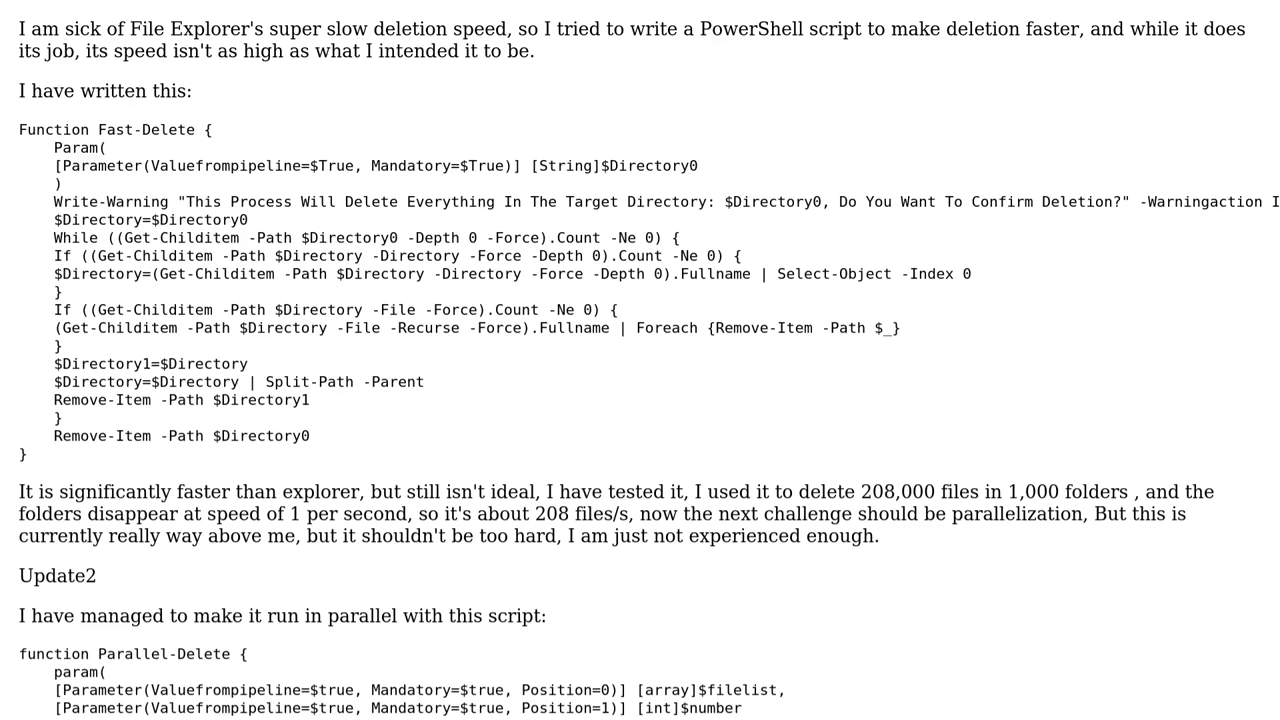 I am sick of File Explorer's super slow deletion speed, so I tried to write a PowerShell script to make deletion faster, and while it does
its job, its speed isn't as high as what I intended it to be.
I have written this:
Function Fast-Delete {
    Param(
    [Parameter(Valuefrompipeline=$True, Mandatory=$True)] [String]$Directory0
    )
    Write-Warning "This Process Will Delete Everything In The Target Directory: $Directory0, Do You Want To Confirm Deletion?" -Warningaction I
    $Directory=$Directory0
    While ((Get-Childitem -Path $Directory0 -Depth 0 -Force).Count -Ne 0) {
    If ((Get-Childitem -Path $Directory -Directory -Force -Depth 0).Count -Ne 0) {
    $Directory=(Get-Childitem -Path $Directory -Directory -Force -Depth 0).Fullname | Select-Object -Index 0
    }
    If ((Get-Childitem -Path $Directory -File -Force).Count -Ne 0) {
    (Get-Childitem -Path $Directory -File -Recurse -Force).Fullname | Foreach {Remove-Item -Path $_}
    }
    $Directory1=$Directory
    $Directory=$Directory | Split-Path -Parent
    Remove-Item -Path $Directory1
    }
    Remove-Item -Path $Directory0
}
It is significantly faster than explorer, but still isn't ideal, I have tested it, I used it to delete 208,000 files in 1,000 folders , and the
folders disappear at speed of 1 per second, so it's about 208 files/s, now the next challenge should be parallelization, But this is
currently really way above me, but it shouldn't be too hard, I am just not experienced enough.
Update2
I have managed to make it run in parallel with this script:
function Parallel-Delete {
    param(
    [Parameter(Valuefrompipeline=$true, Mandatory=$true, Position=0)] [array]$filelist,
    [Parameter(Valuefrompipeline=$true, Mandatory=$true, Position=1)] [int]$number